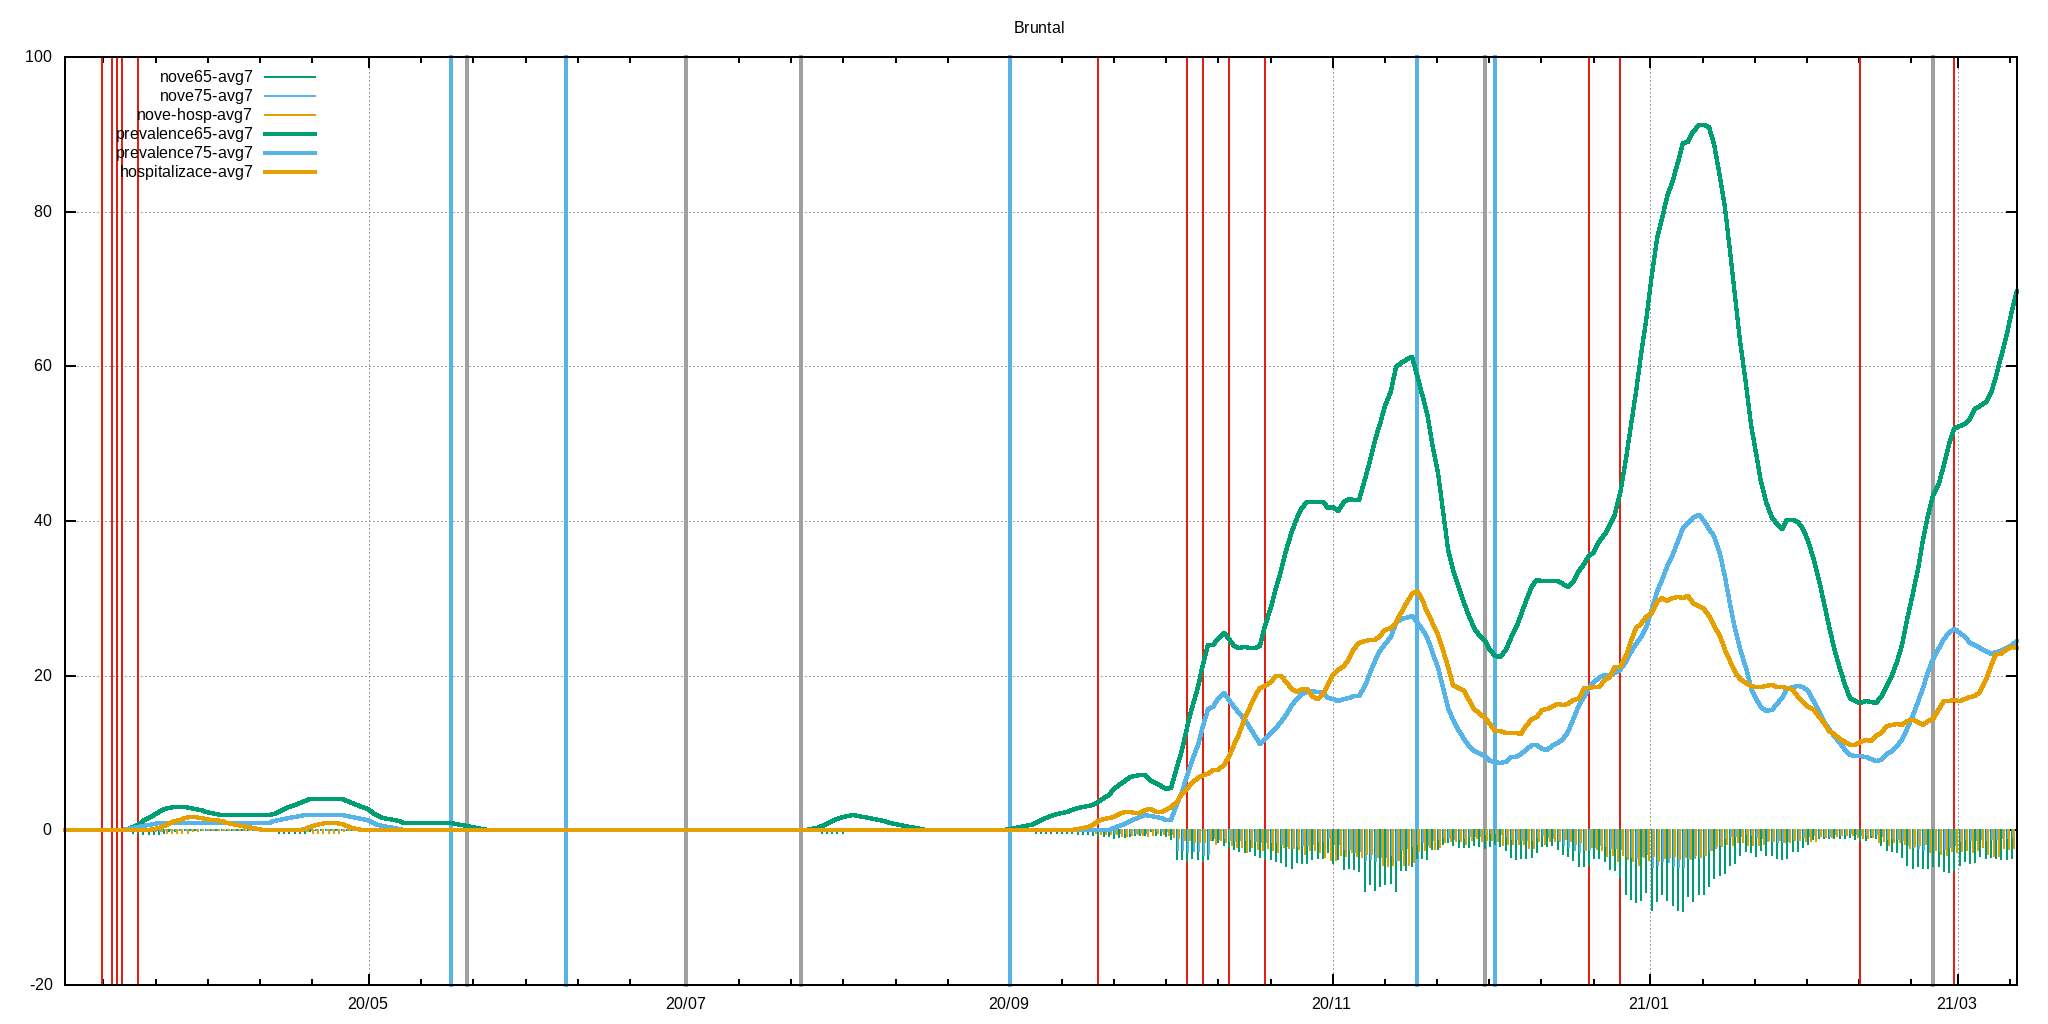 Bruntal
100
80
60
40
20
0
-20
nove65-avg7
nove75-avg7
nove-hosp-avg7
prevalence65-avg7
prevalence75-avg7
hospitalizace-avg7
20/05
20/07
20/09
20/11
21/01
21/03